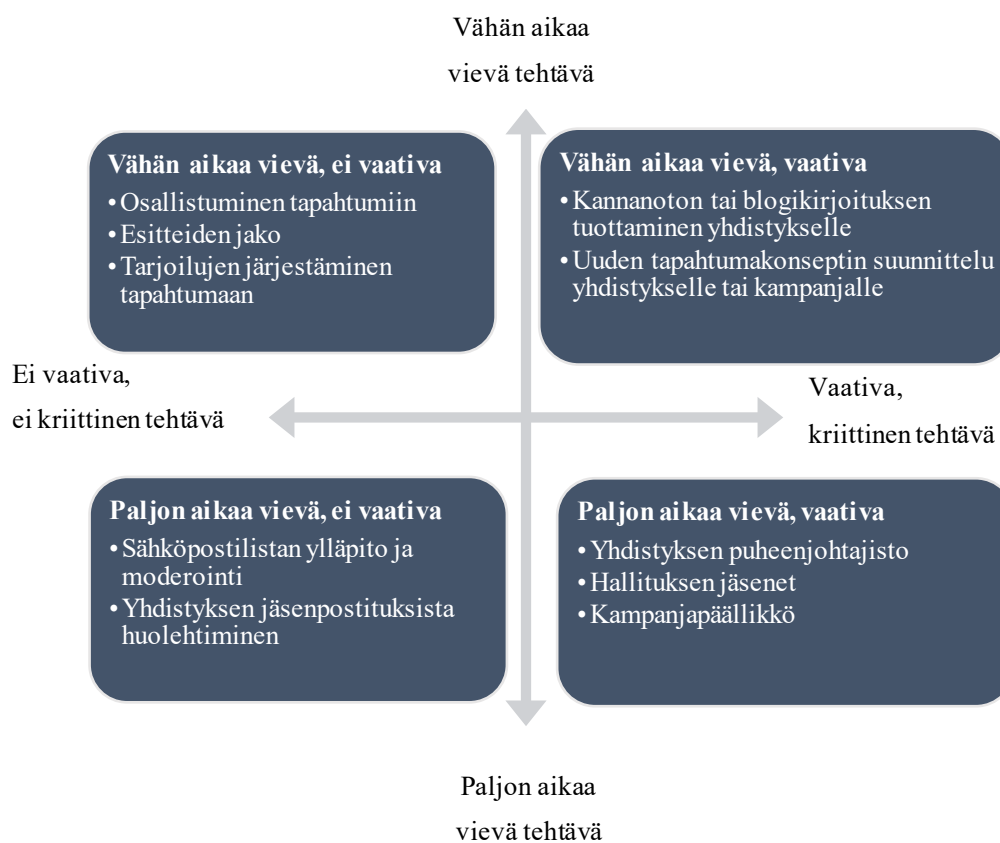 Vähän aikaa
vievä tehtävä
Vähän aikaa vievä, ei vaativa
• Osallistuminen tapahtumiin
• Esitteiden jako
• Tarjoilujen järjestäminen
tapahtumaan
Vähän aikaa vievä, vaativa
• Kannanoton tai blogikirjoituksen
tuottaminen yhdistykselle
• Uuden tapahtumakonseptin suunnittelu
yhdistykselle tai kampanjalle
Ei vaativa,
ei kriittinen tehtävä
Vaativa,
kriittinen tehtävä
Paljon aikaa vievä, ei vaativa
• Sähköpostilistan ylläpito ja
moderointi
• Yhdistyksen jäsenpostituksista
huolehtiminen
Paljon aikaa vievä, vaativa
• Yhdistyksen puheenjohtajisto
• Hallituksen jäsenet
• Kampanjapäällikkö
Paljon aikaa
vievä tehtävä